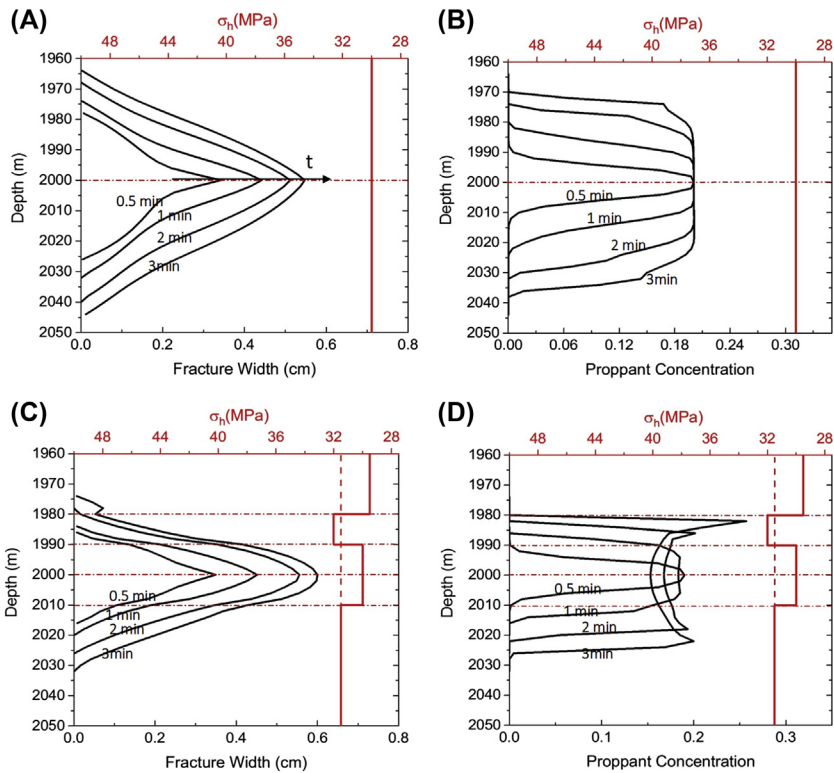 (A)
σh(MPa)
48 44 40 36 32 28
1960
1970
1980
1990
2000
2010
2020
2030
2040
2050
Depth (m)
t
0.5 min
1 min
2 min
3min
0.0 0.2 0.4 0.6 0.8
Fracture Width (cm)
(B)
σh(MPa)
48 44 40 36 32 28
1960
1970
1980
1990
2000
2010
2020
2030
2040
2050
Depth (m)
0.5 min
1 min
2 min
3min
0.00 0.06 0.12 0.18 0.24 0.30
Proppant Concentration
(C)
σh(MPa)
48 44 40 36 32 28
1960
1970
1980
1990
2000
2010
2020
2030
2040
2050
Depth (m)
0.5 min
1 min
2 min
3min
0.0 0.2 0.4 0.6 0.8
Fracture Width (cm)
(D)
σh(MPa)
48 44 40 36 32 28
1960
1970
1980
1990
2000
2010
2020
2030
2040
2050
Depth (m)
0.5 min
1 min
2 min
3min
0.0 0.1 0.2 0.3
Proppant Concentration